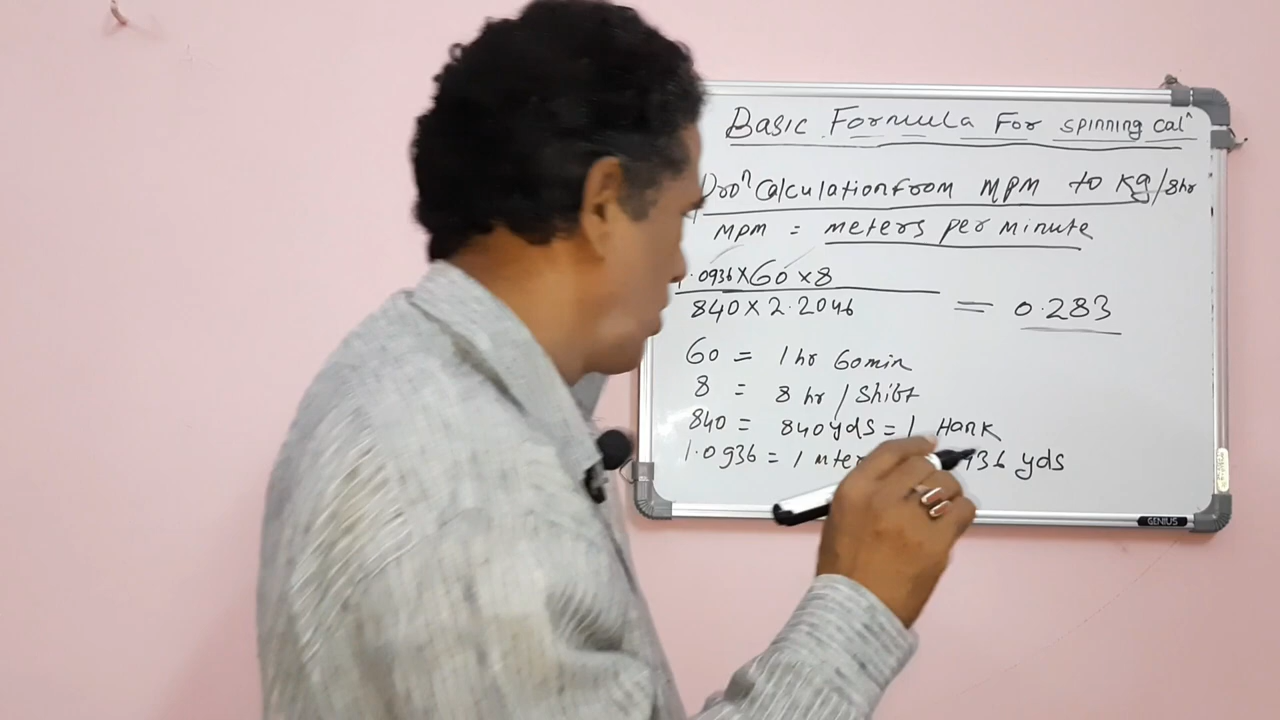 Basic Formula For spinning cal^
Proⁿ Calculation from MPM to Kg/8hr
MPM = meters per minute
.0936 X 60 X 8
840 X 2.2046 = 0.283
60 = 1 hr 60 min
8 = 8 hr / Shift
840 = 840 yds = 1 Hank
1.0936 = 1 mter 936 yds
GENIUS